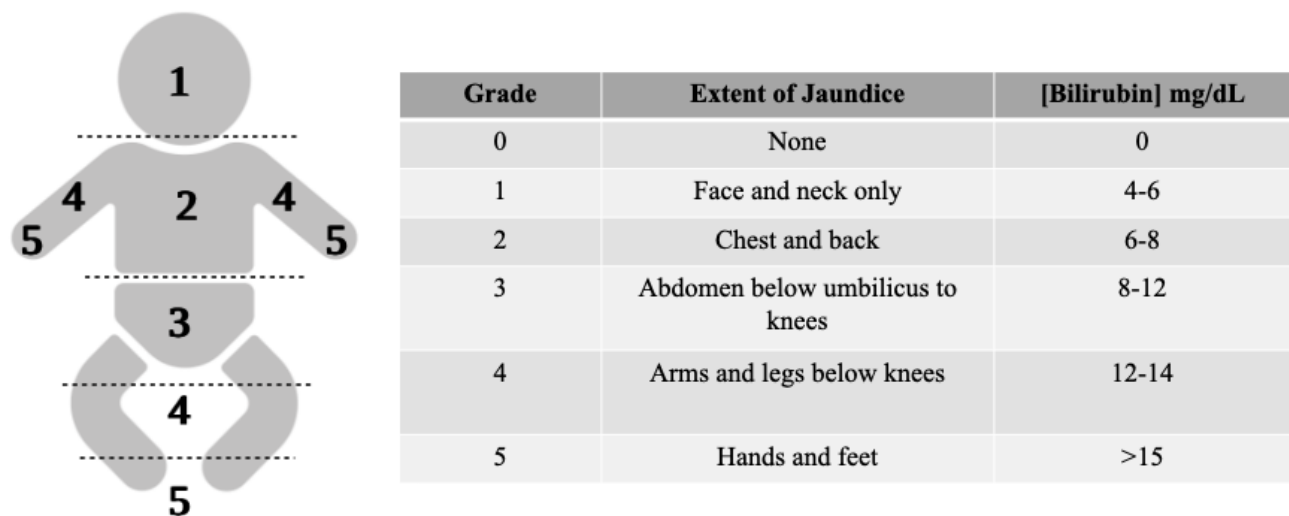 1
4
2
4
5
5
3
4
5
Grade Extent of Jaundice [Bilirubin] mg/dL
0 None 0
1 Face and neck only 4-6
2 Chest and back 6-8
3 Abdomen below umbilicus to 8-12
knees
4 Arms and legs below knees 12-14
5 Hands and feet >15